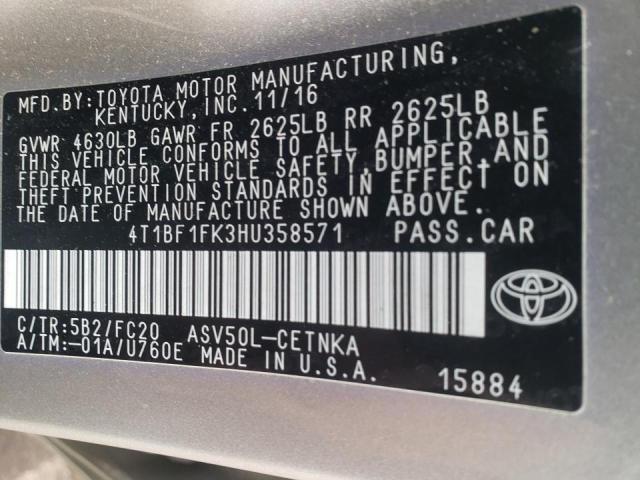 MFD.BY:TOYOTA MOTOR MANUFACTURING,
KENTUCKY, INC. 11/16
GVWR 4630LB GAWR FR 2625LB RR 2625LB
THIS VEHICLE CONFORMS TO ALL APPLICABLE
FEDERAL MOTOR VEHICLE SAFETY, BUMPER, AND
THEFT PREVENTION STANDARDS IN EFFECT ON
THE DATE OF MANUFACTURE SHOWN ABOVE.
4T1BF1FK3HU358571 PASS.CAR
C/TR:5B2/FC20 ASV50L-CETNKA
A/TM:-01A/U760E MADE IN U.S.A.
15884